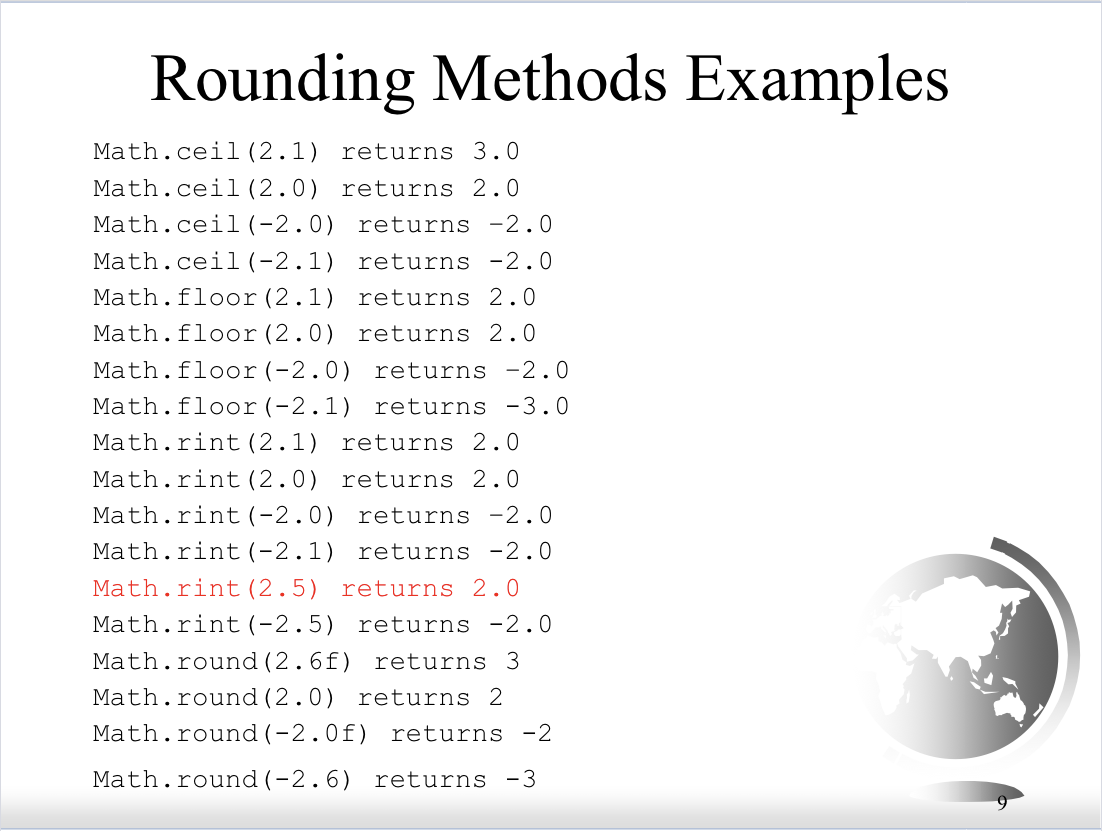 Rounding Methods Examples
Math.ceil(2.1) returns 3.0
Math.ceil(2.0) returns 2.0
Math.ceil(-2.0) returns –2.0
Math.ceil(-2.1) returns -2.0
Math.floor(2.1) returns 2.0
Math.floor(2.0) returns 2.0
Math.floor(-2.0) returns –2.0
Math.floor(-2.1) returns -3.0
Math.rint(2.1) returns 2.0
Math.rint(2.0) returns 2.0
Math.rint(-2.0) returns –2.0
Math.rint(-2.1) returns -2.0
Math.rint(2.5) returns 2.0
Math.rint(-2.5) returns -2.0
Math.round(2.6f) returns 3
Math.round(2.0) returns 2
Math.round(-2.0f) returns -2
Math.round(-2.6) returns -3
9